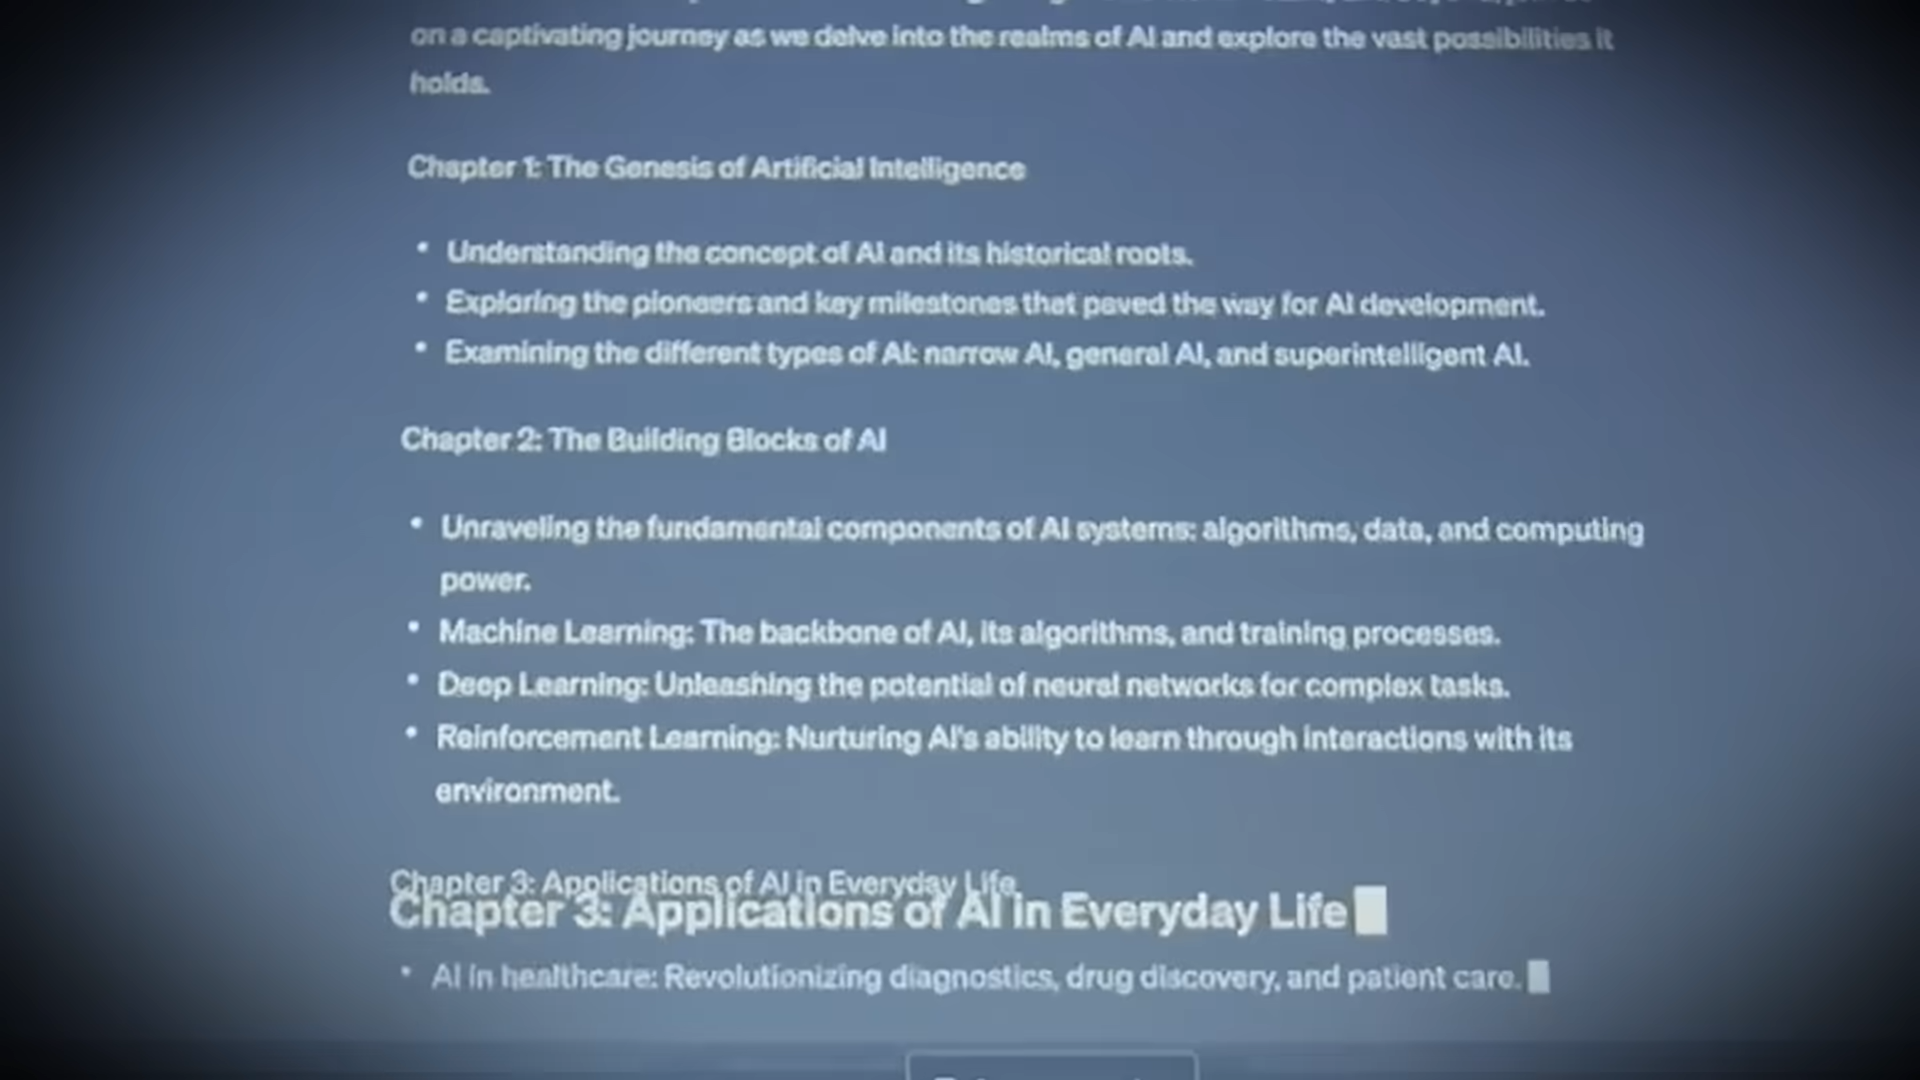 on a captivating journey as we delve into the realms of AI and explore the vast possibilities it
holds.
Chapter 1: The Genesis of Artificial Intelligence
• Understanding the concept of AI and its historical roots.
• Exploring the pioneers and key milestones that paved the way for AI development.
• Examining the different types of AI: narrow AI, general AI, and superintelligent AI.
Chapter 2: The Building Blocks of AI
• Unraveling the fundamental components of AI systems: algorithms, data, and computing
power.
• Machine Learning: The backbone of AI, its algorithms, and training processes.
• Deep Learning: Unleashing the potential of neural networks for complex tasks.
• Reinforcement Learning: Nurturing AI's ability to learn through interactions with its
environment.
Chapter 3: Applications of AI in Everyday Life
Chapter 3: Applications of AI in Everyday Life
• AI in healthcare: Revolutionizing diagnostics, drug discovery, and patient care.